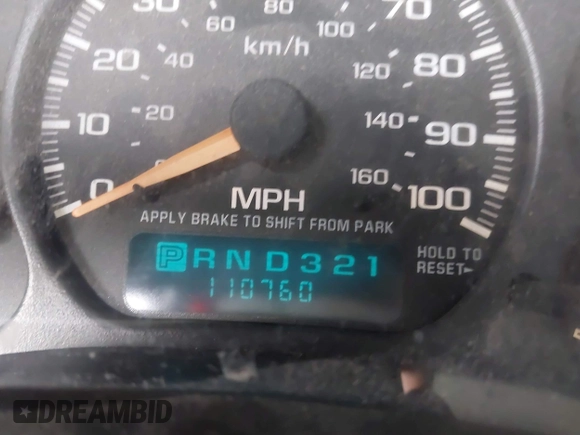 30 80 70
60 km/h 100
20 40 120 80
10 20 140 90
0 0 MPH 160 100
APPLY BRAKE TO SHIFT FROM PARK
PRND321
HOLD TO
RESET
110760
DREAMBID